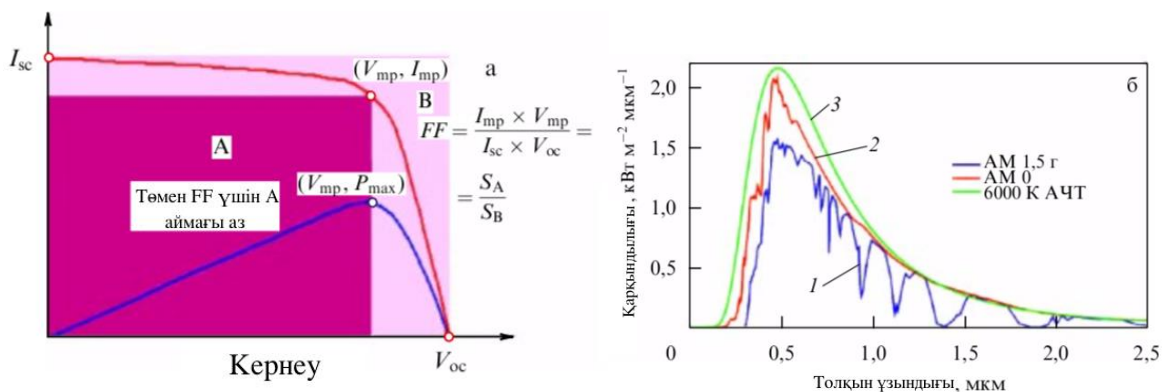 I_sc
(V_mp, I_mp)
а
A
B
FF = (I_mp × V_mp) / (I_sc × V_oc) =
= S_A / S_B
(V_mp, P_max)
Төмен FF үшін А
аймағы аз
Кернеу
V_oc
б
Қарқындылығы, кВт м⁻² мкм⁻¹
2,0
1,5
1,0
0,5
3
2
1
AM 1,5 г
AM 0
6000 К АЧТ
0
0,5
1,0
1,5
2,0
2,5
Толқын ұзындығы, мкм